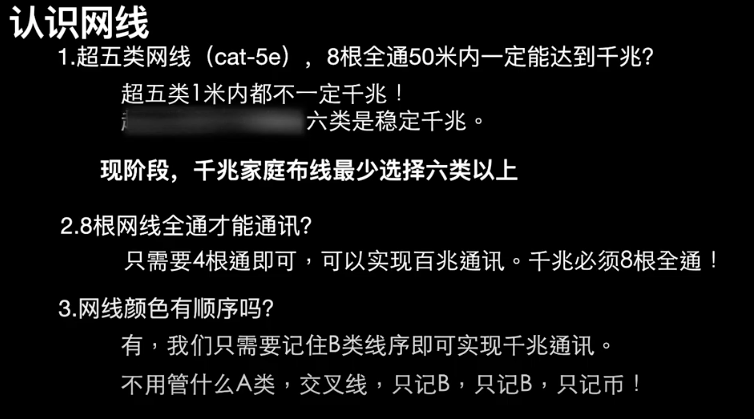 认识网线
1.超五类网线（cat-5e），8根全通50米内一定能达到千兆？
超五类1米内都不一定千兆！
六类是稳定千兆。
现阶段，千兆家庭布线最少选择六类以上
2.8根网线全通才能通讯？
只需要4根通即可，可以实现百兆通讯。千兆必须8根全通！
3.网线颜色有顺序吗？
有，我们只需要记住B类线序即可实现千兆通讯。
不用管什么A类，交叉线，只记B，只记B，只记币！